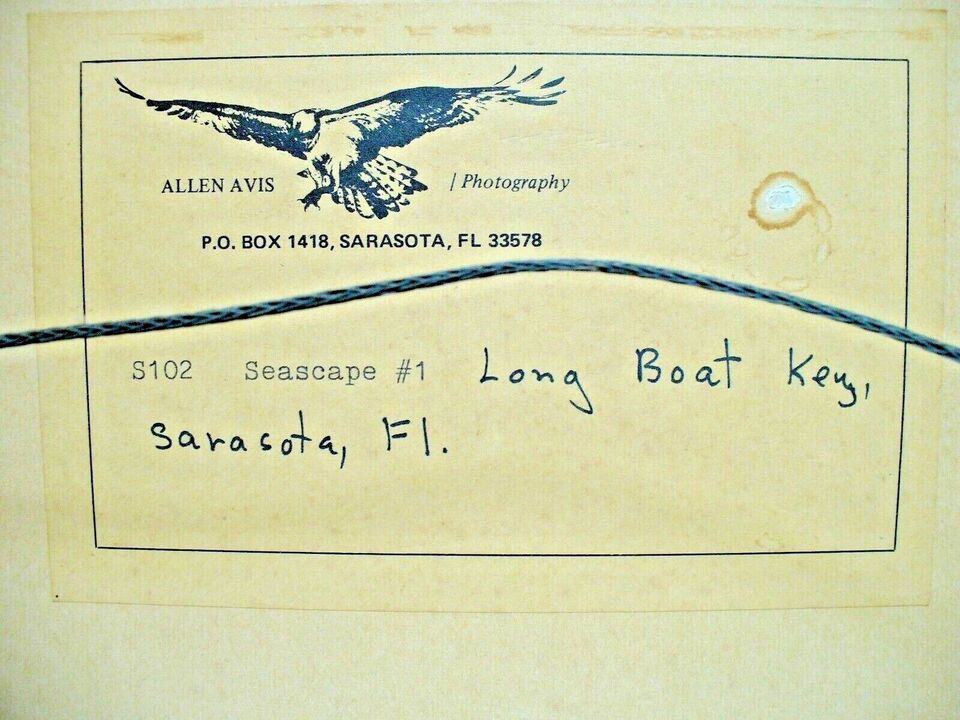 ALLEN AVIS / Photography
P.O. BOX 1418, SARASOTA, FL 33578
S102 Seascape #1 Long Boat Key,
Sarasota, Fl.